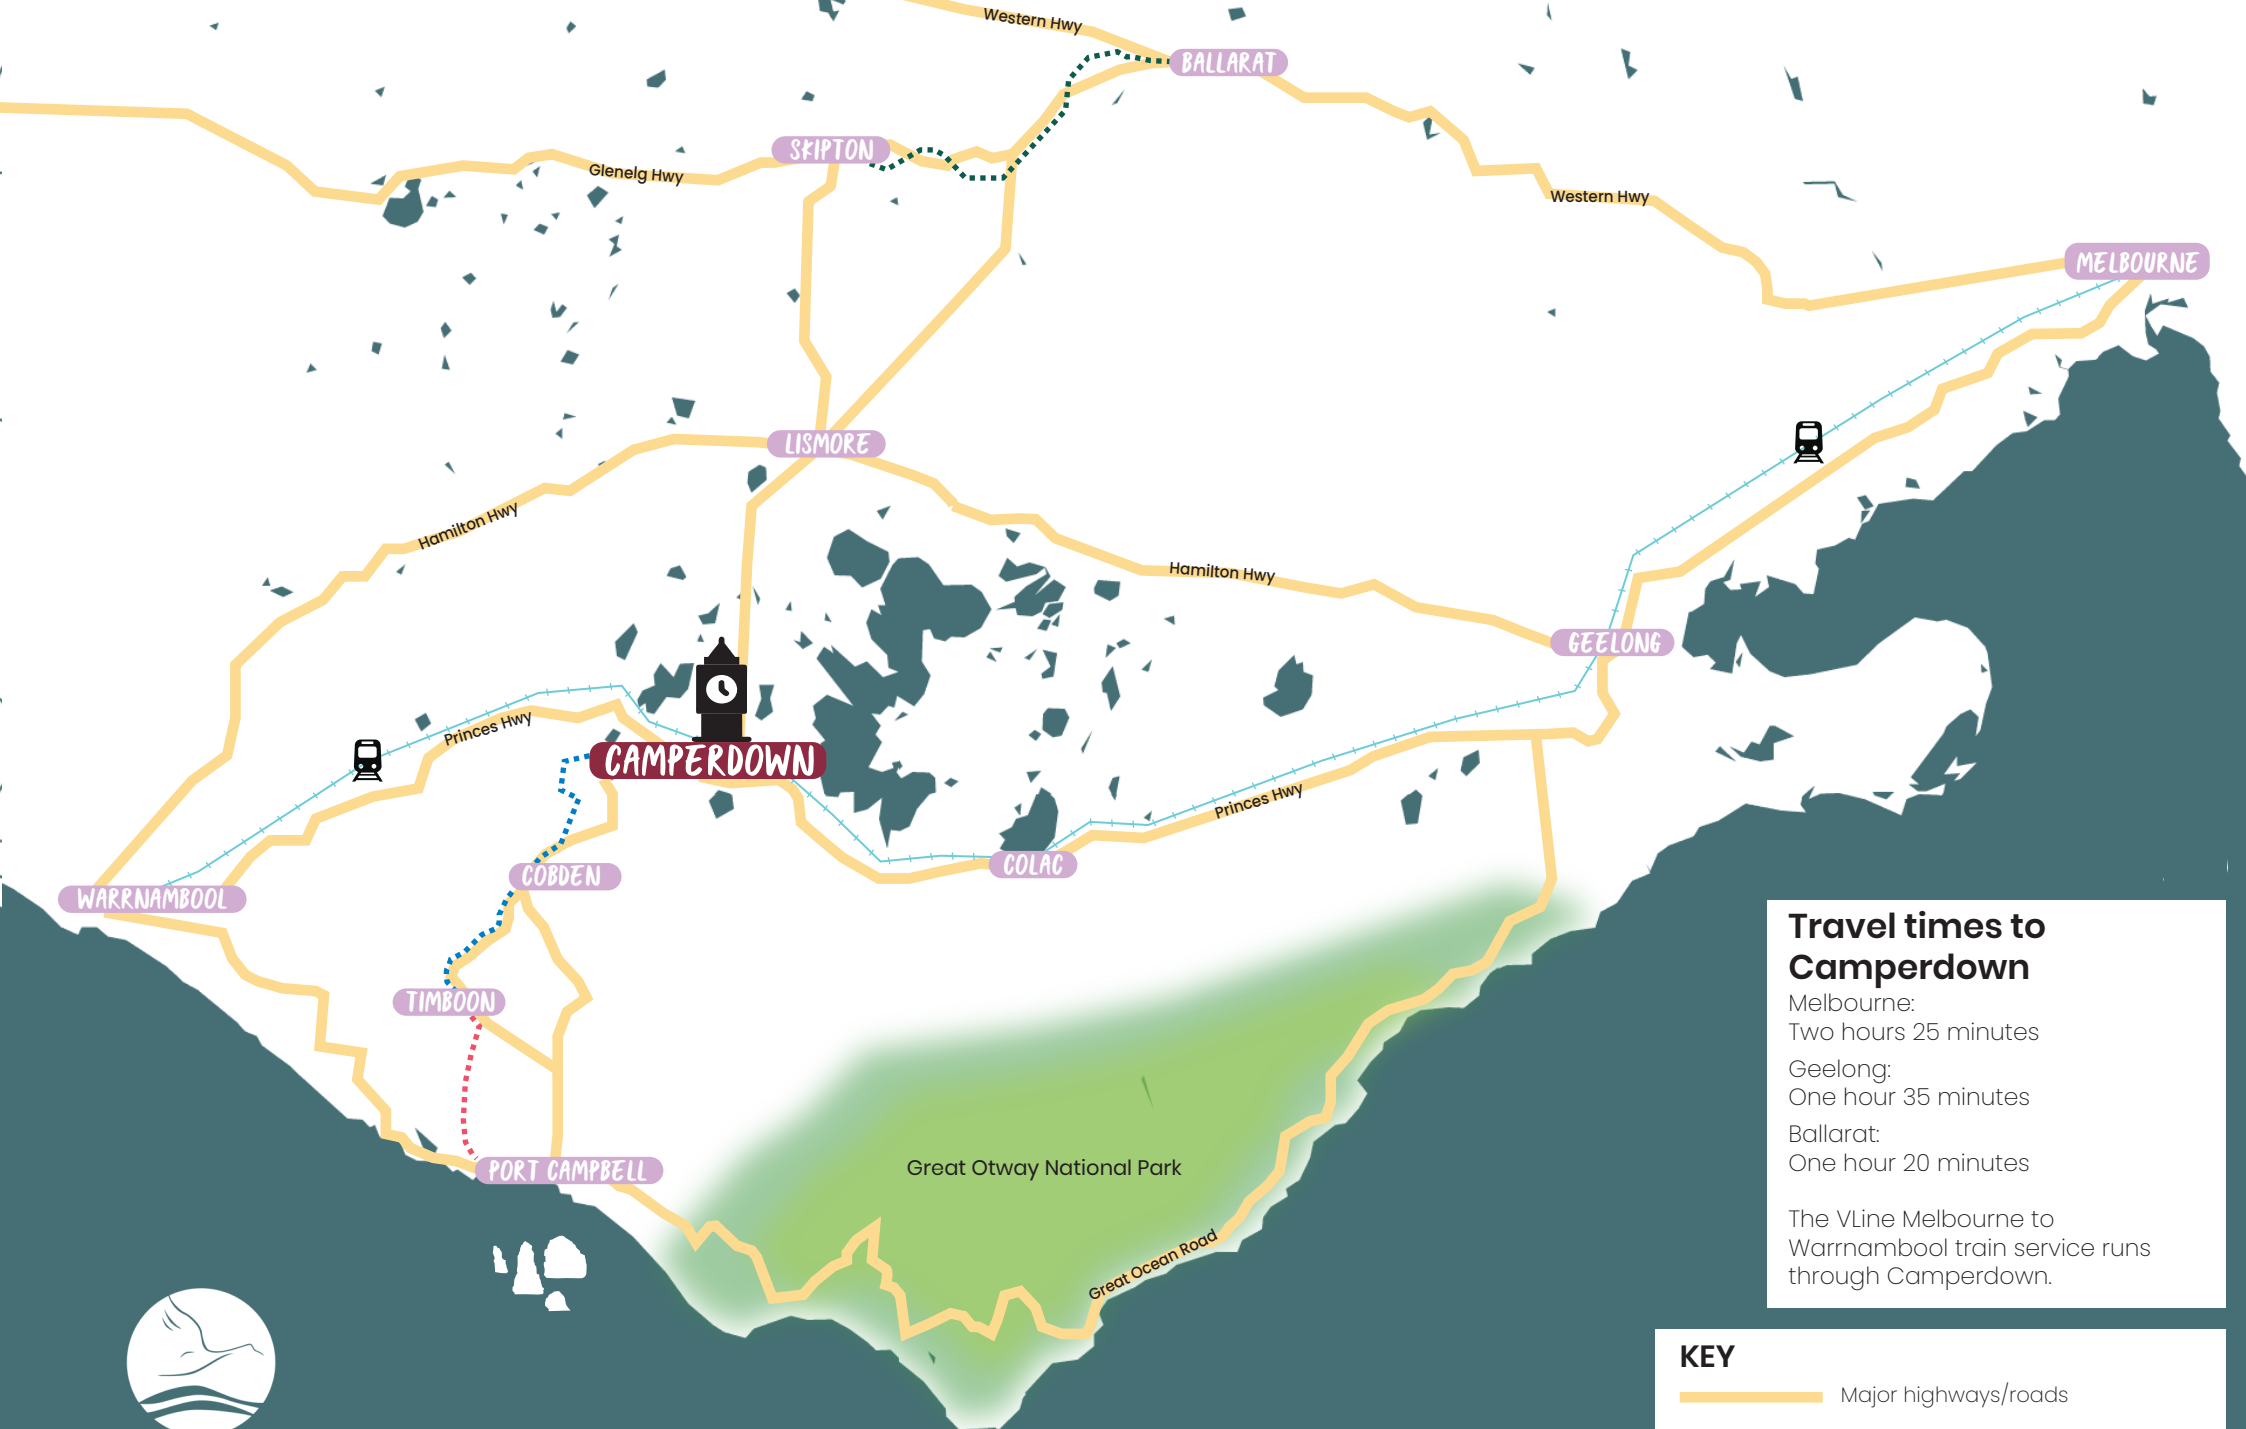 Western Hwy
BALLARAT
SKIPTON
Glenelg Hwy
Western Hwy
MELBOURNE
LISMORE
Hamilton Hwy
Hamilton Hwy
GEELONG
Princes Hwy
CAMPERDOWN
Princes Hwy
COLAC
COBDEN
WARRNAMBOOL
TIMBOON
PORT CAMPBELL
Great Otway National Park
Great Ocean Road
Travel times to
Camperdown
Melbourne:
Two hours 25 minutes
Geelong:
One hour 35 minutes
Ballarat:
One hour 20 minutes
The VLine Melbourne to
Warrnambool train service runs
through Camperdown.
KEY
Major highways/roads